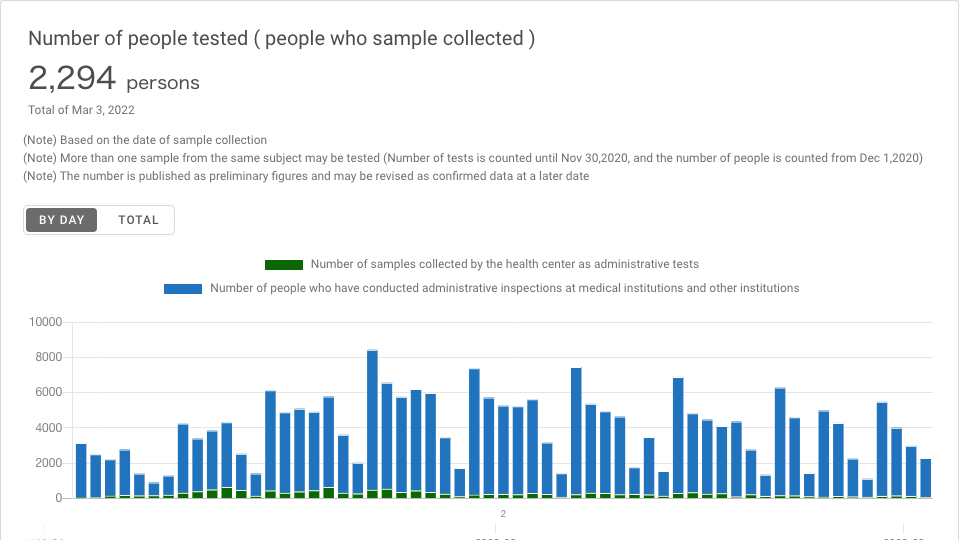 Number of people tested ( people who sample collected )
2,294 persons
Total of Mar 3, 2022
(Note) Based on the date of sample collection
(Note) More than one sample from the same subject may be tested (Number of tests is counted until Nov 30,2020, and the number of people is counted from Dec 1,2020)
(Note) The number is published as preliminary figures and may be revised as confirmed data at a later date
BY DAY TOTAL
Number of samples collected by the health center as administrative tests
Number of people who have conducted administrative inspections at medical institutions and other institutions
10000
8000
6000
4000
2000
0
2